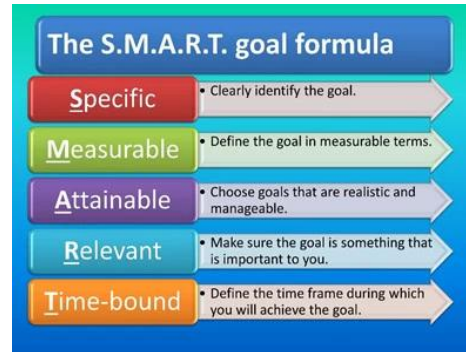 The S.M.A.R.T. goal formula
Specific
• Clearly identify the goal.
Measurable
• Define the goal in measurable terms.
Attainable
• Choose goals that are realistic and
manageable.
Relevant
• Make sure the goal is something that
is important to you.
Time-bound
• Define the time frame during which
you will achieve the goal.